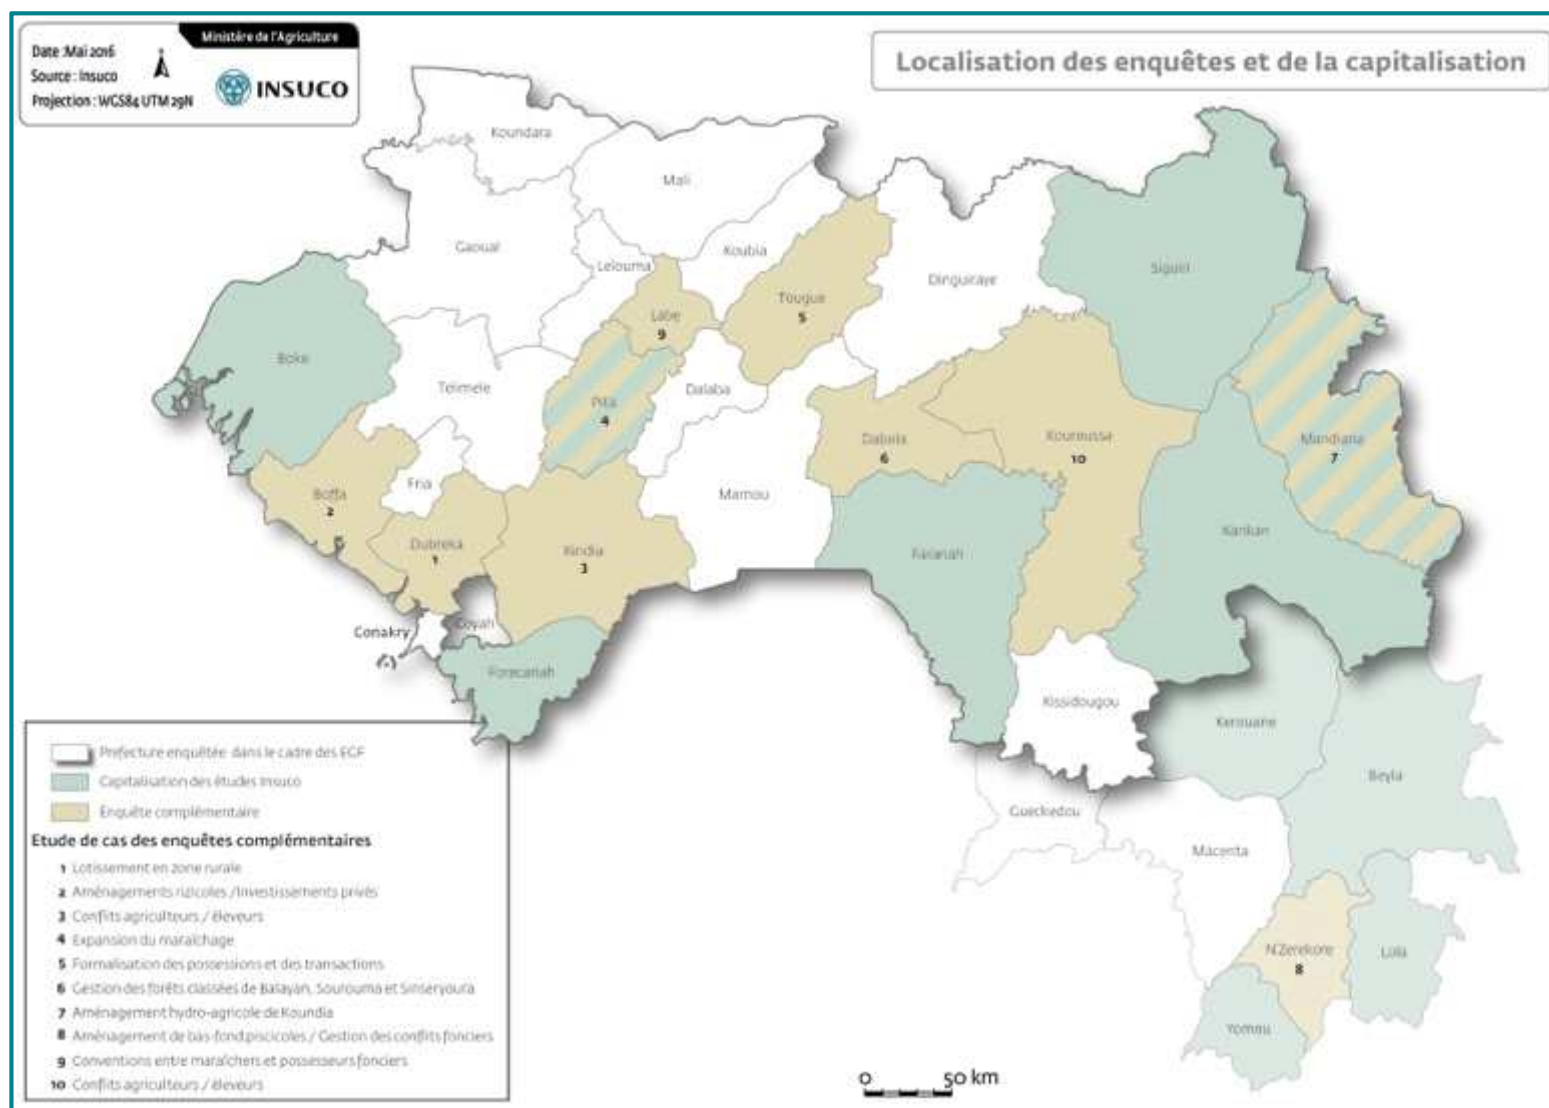 Ministère de l'Agriculture
Date :Mai 2016
Source : Insuco
Projection : WGS84 UTM 29N
INSUCO
Localisation des enquêtes et de la capitalisation
Koundara
Mali
Gaoual
Lelouma
Koubia
Tougue
5
Dinguiraye
Siguiri
Labe
9
Boke
Telimele
Pita
4
Dalaba
Dabola
6
Kouroussa
10
Mandiana
7
Boffa
2
Fria
Dubreka
1
Kindia
3
Mamou
Faranah
Kankan
Conakry
Coyah
Forecariah
Kissidougou
Kerouane
Beyla
Gueckedou
Macenta
N'Zerekore
8
Lola
Yomou
Préfecture enquêtée dans le cadre des EGF
Capitalisation des études Insuco
Enquête complémentaire
Etude de cas des enquêtes complémentaires
1 Lotissement en zone rurale
2 Aménagements rizicoles /Investissements privés
3 Conflits agriculteurs / éleveurs
4 Expansion du maraîchage
5 Formalisation des possessions et des transactions
6 Gestion des forêts classées de Balayan, Sourouma et Sinseryoura
7 Aménagement hydro-agricole de Koundia
8 Aménagement de bas-fond piscicoles / Gestion des conflits fonciers
9 Conventions entre maraîchers et possesseurs fonciers
10 Conflits agriculteurs / éleveurs
0 50 km